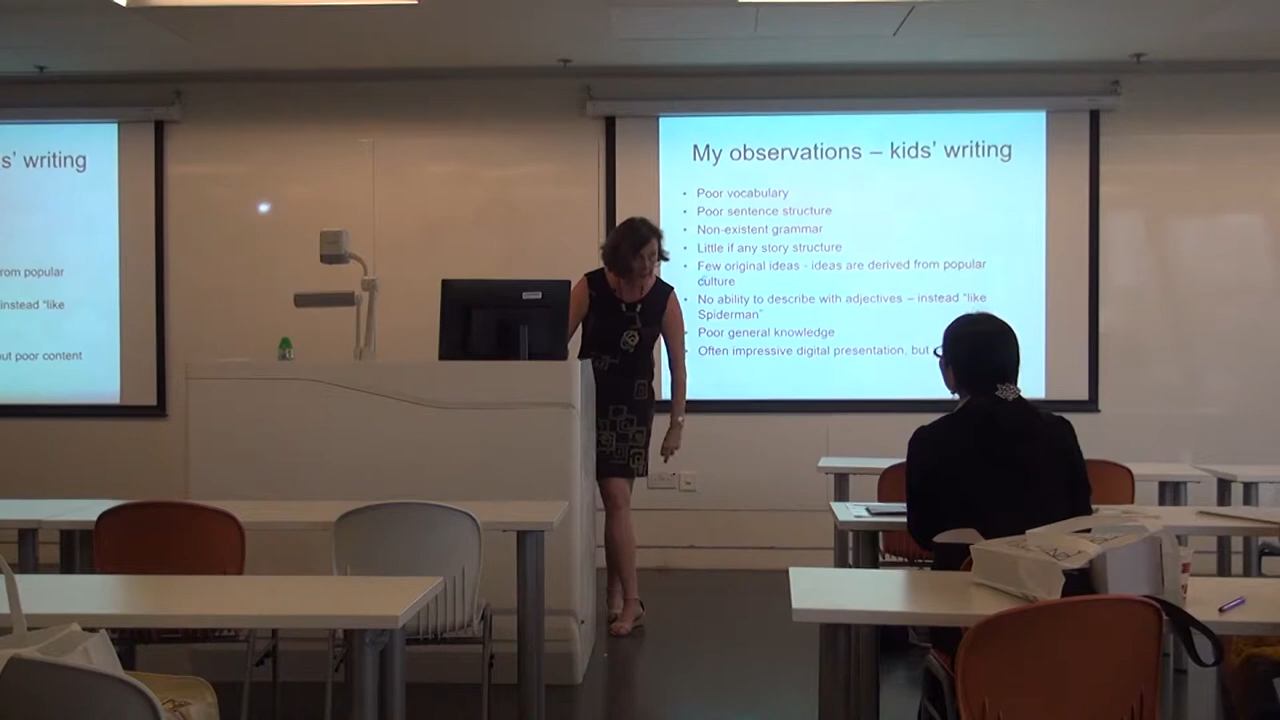 s' writing
rom popular
instead "like
out poor content
My observations – kids' writing
• Poor vocabulary
• Poor sentence structure
• Non-existent grammar
• Little if any story structure
• Few original ideas - ideas are derived from popular
culture
• No ability to describe with adjectives – instead "like
Spiderman"
• Poor general knowledge
• Often impressive digital presentation, but